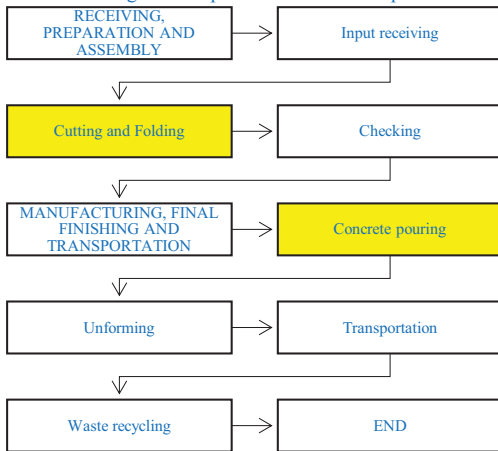 RECEIVING,
PREPARATION AND
ASSEMBLY
Input receiving
Cutting and Folding
Checking
MANUFACTURING, FINAL
FINISHING AND
TRANSPORTATION
Concrete pouring
Unforming
Transportation
Waste recycling
END